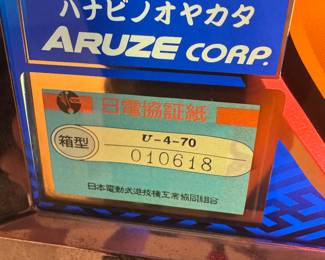 ハナビノオヤカタ
ARUZE CORP.
日電協証紙
箱型
U-4-70
010618
日本電動式遊技機工業協同組合